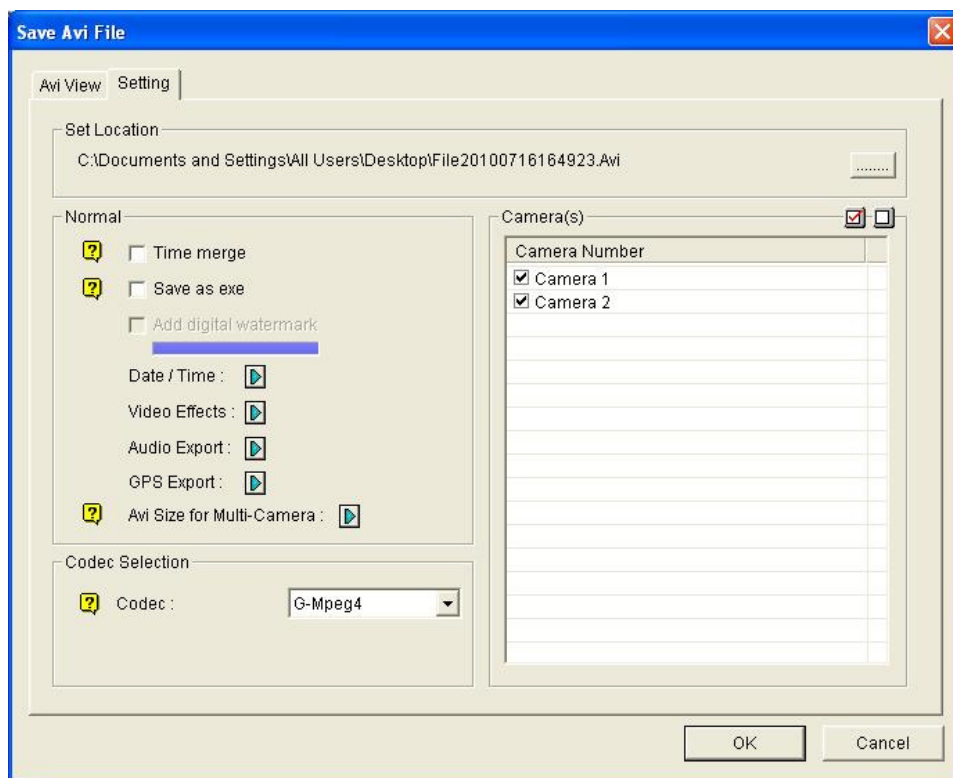 Save Avi File
Avi View
Setting
Set Location
C:\Documents and Settings\All Users\Desktop\File20100716164923.Avi
........
Normal
Time merge
Save as exe
Add digital watermark
Date / Time :
Video Effects :
Audio Export :
GPS Export :
Avi Size for Multi-Camera :
Codec Selection
Codec :
G-Mpeg4
Camera(s)
Camera Number
Camera 1
Camera 2
OK
Cancel